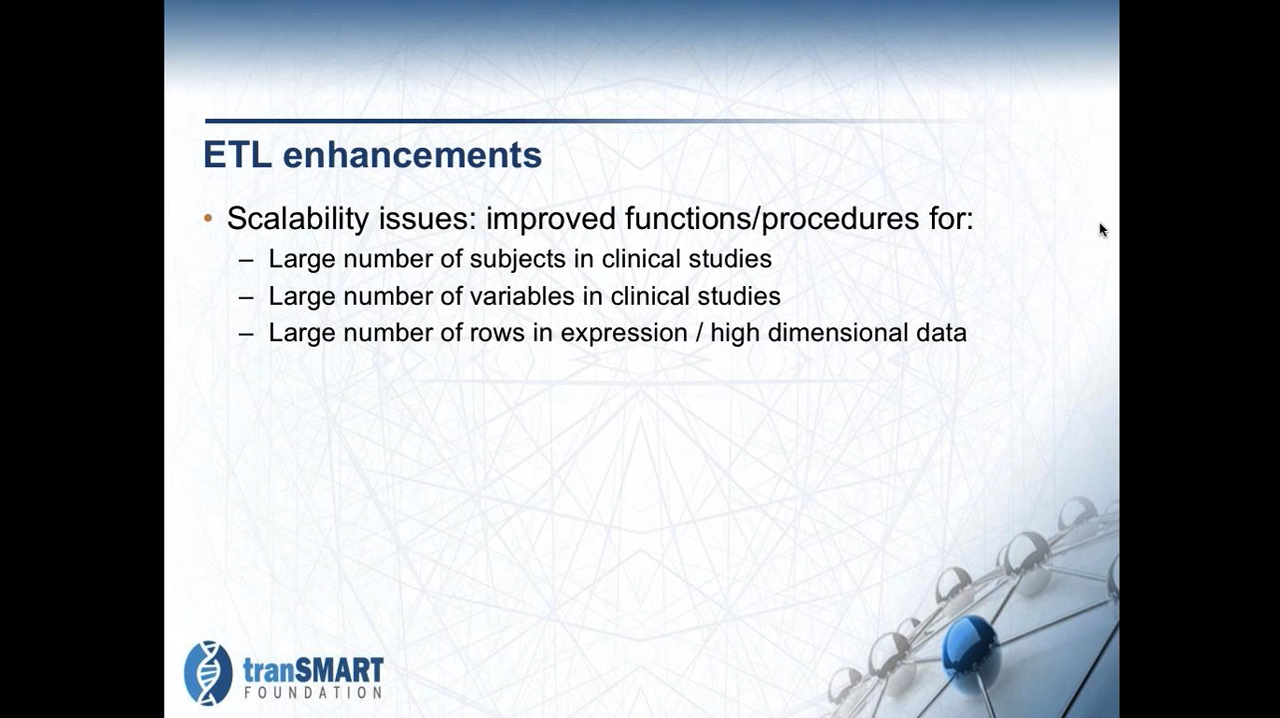 ETL enhancements
• Scalability issues: improved functions/procedures for:
– Large number of subjects in clinical studies
– Large number of variables in clinical studies
– Large number of rows in expression / high dimensional data
tranSMART
FOUNDATION